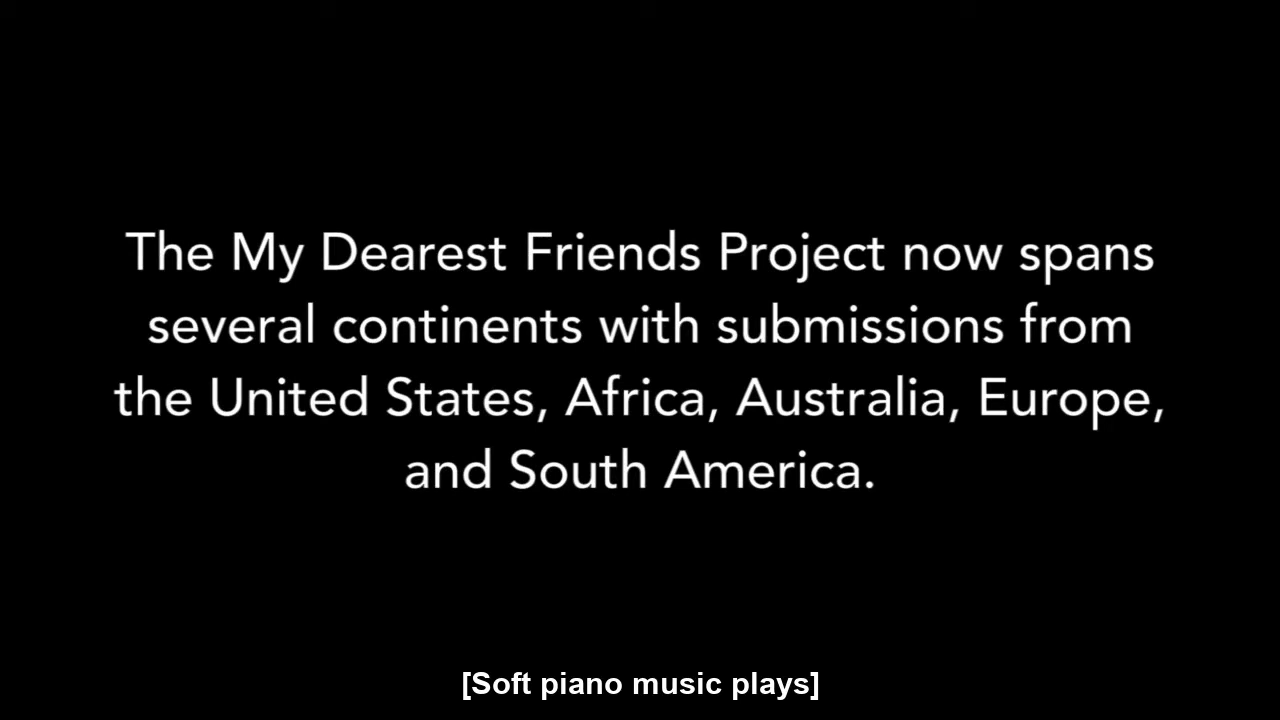 The My Dearest Friends Project now spans
several continents with submissions from
the United States, Africa, Australia, Europe,
and South America.
[Soft piano music plays]